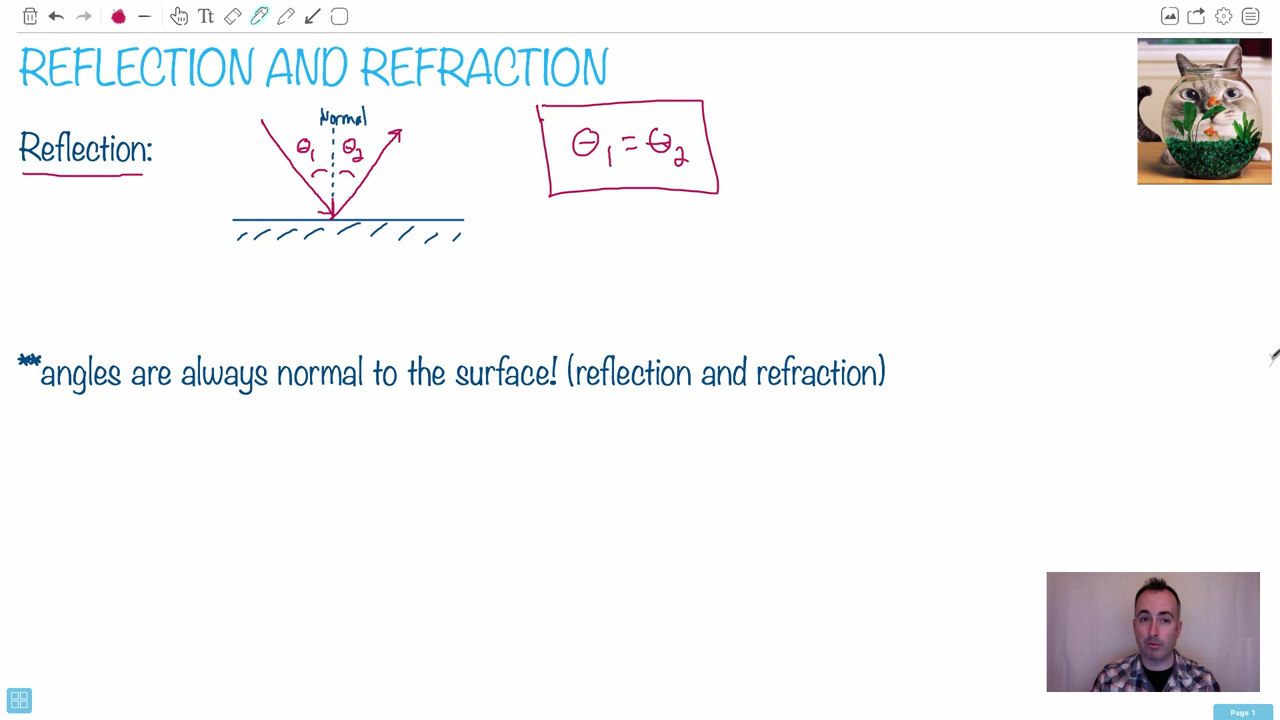 Tt
REFLECTION AND REFRACTION
Normal
Reflection:
θ1 θ2
θ1 = θ2
**angles are always normal to the surface! (reflection and refraction)
Page 1